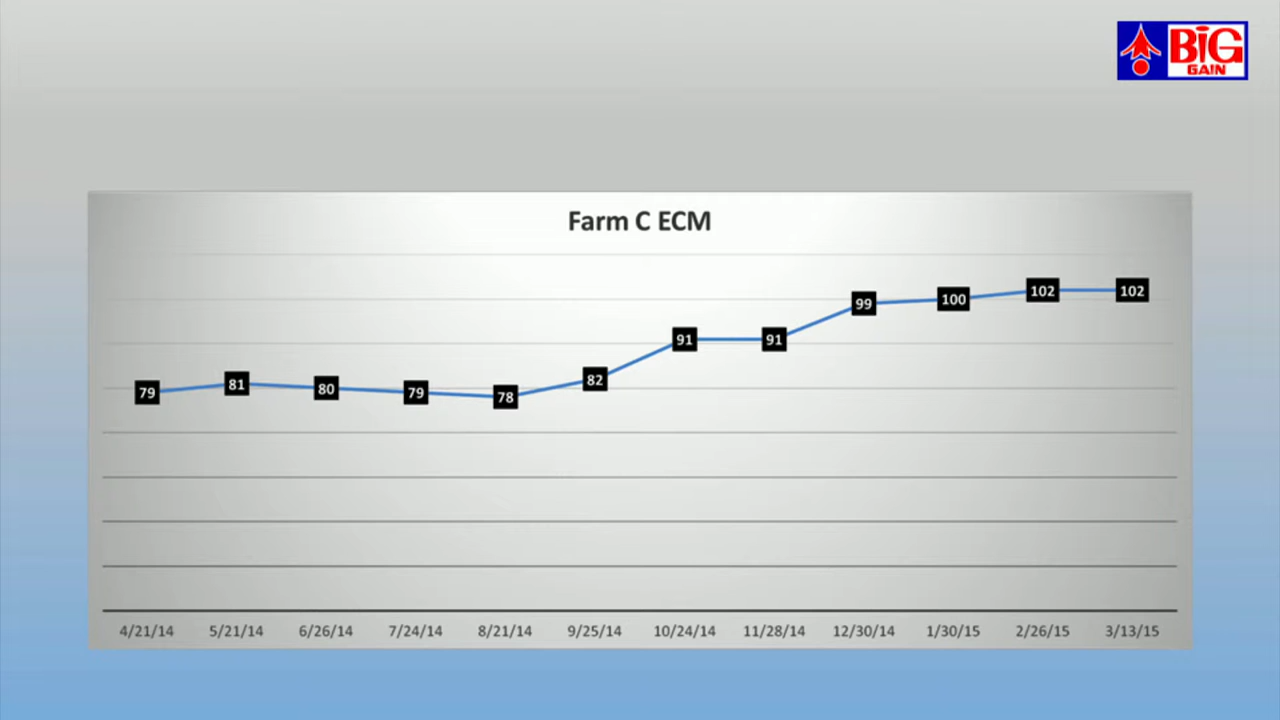 BiG
GAIN
Farm C ECM
79 81 80 79 78 82 91 91 99 100 102 102
4/21/14 5/21/14 6/26/14 7/24/14 8/21/14 9/25/14 10/24/14 11/28/14 12/30/14 1/30/15 2/26/15 3/13/15